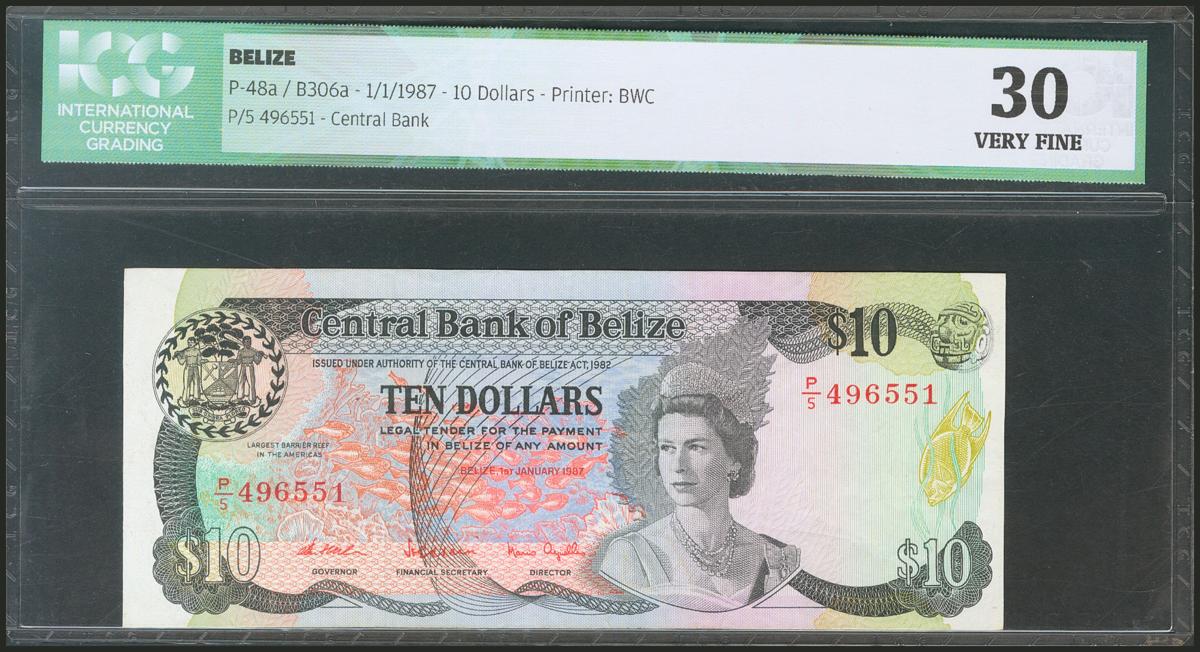 ICG
INTERNATIONAL
CURRENCY
GRADING
BELIZE
P-48a / B306a - 1/1/1987 - 10 Dollars - Printer: BWC
P/5 496551 - Central Bank
30
VERY FINE
Central Bank of Belize
$10
ISSUED UNDER AUTHORITY OF THE CENTRAL BANK OF BELIZE ACT, 1982
TEN DOLLARS
P/5 496551
LEGAL TENDER FOR THE PAYMENT
IN BELIZE OF ANY AMOUNT
LARGEST BARRIER REEF
IN THE AMERICAS
BELIZE, 1ST JANUARY 1987
P/5 496551
$10
$10
GOVERNOR
FINANCIAL SECRETARY
DIRECTOR